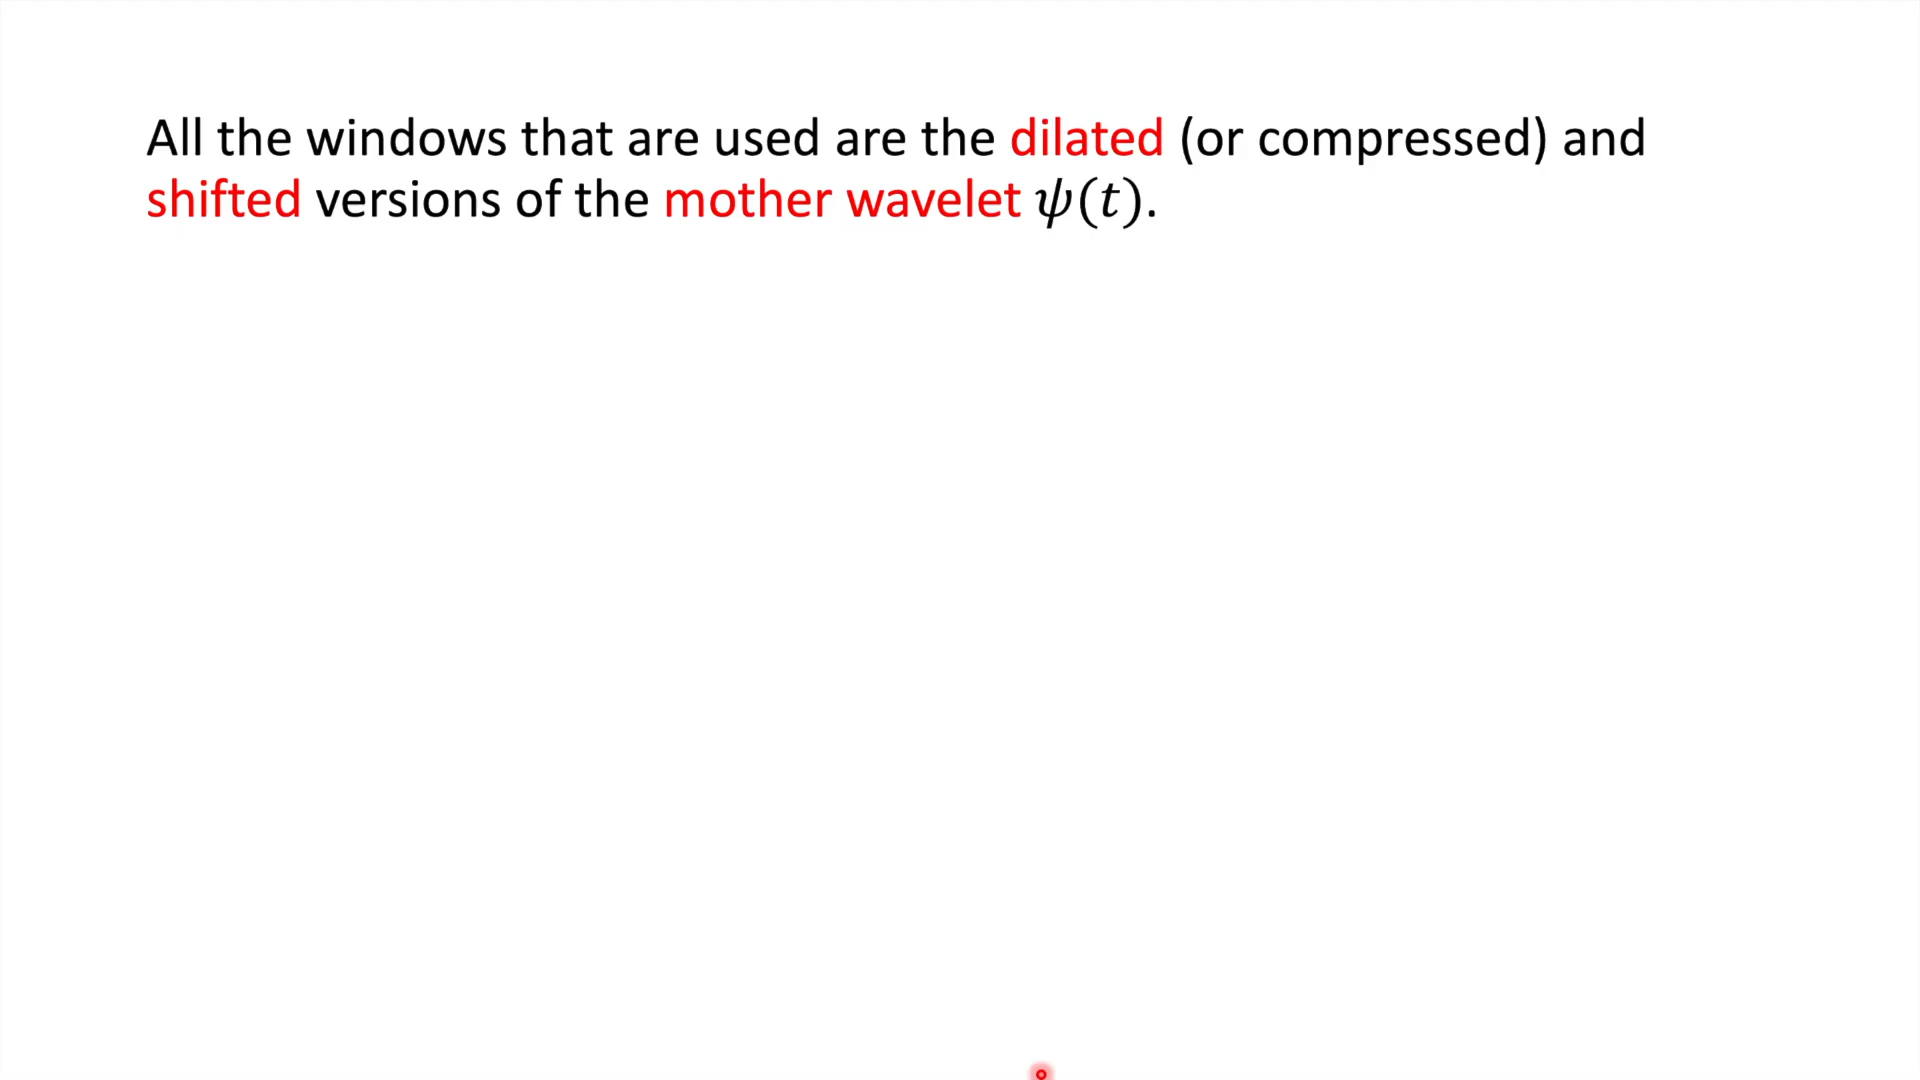 All the windows that are used are the dilated (or compressed) and
shifted versions of the mother wavelet ψ(t).